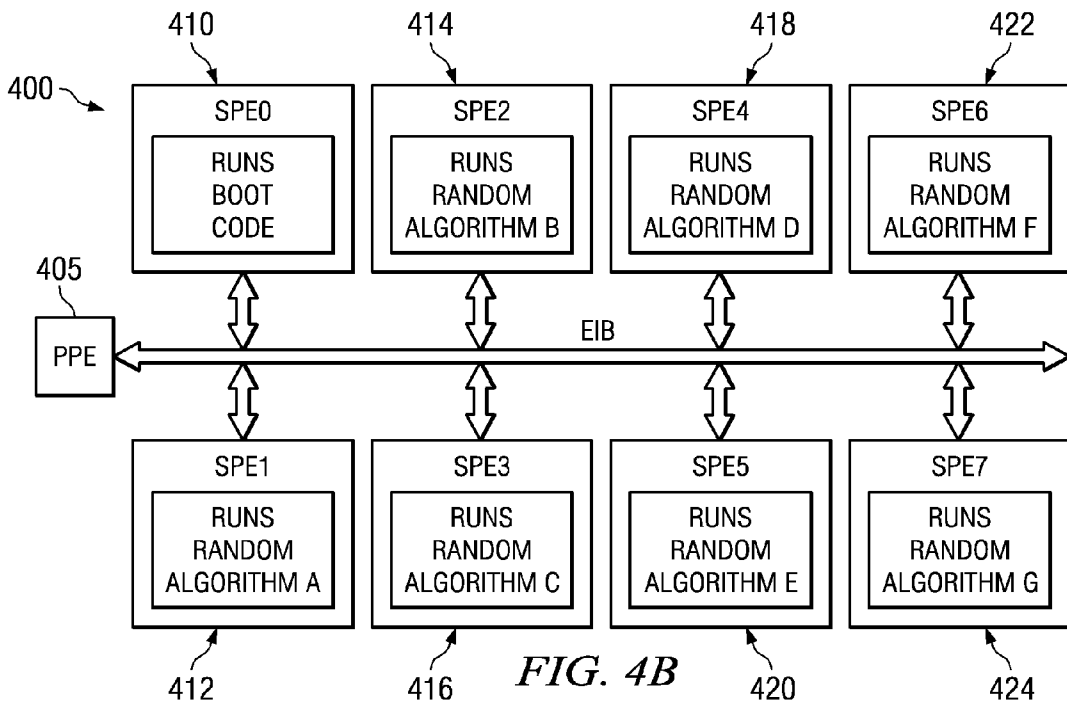 410
414
418
422
400
SPE0
RUNS
BOOT
CODE
SPE2
RUNS
RANDOM
ALGORITHM B
SPE4
RUNS
RANDOM
ALGORITHM D
SPE6
RUNS
RANDOM
ALGORITHM F
405
PPE
EIB
SPE1
RUNS
RANDOM
ALGORITHM A
SPE3
RUNS
RANDOM
ALGORITHM C
SPE5
RUNS
RANDOM
ALGORITHM E
SPE7
RUNS
RANDOM
ALGORITHM G
412
416
FIG. 4B
420
424